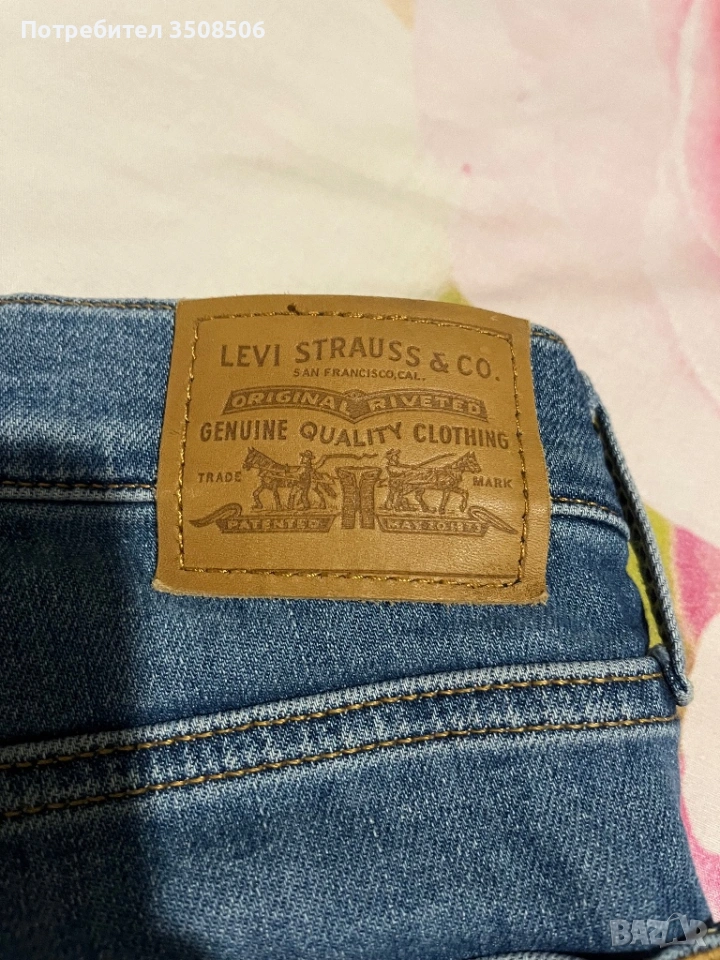 Потребител 3508506
LEVI STRAUSS & CO.
SAN FRANCISCO, CAL.
ORIGINAL RIVETED
GENUINE QUALITY CLOTHING
TRADE MARK
PATENTED MAY 20 1873
BAZAR